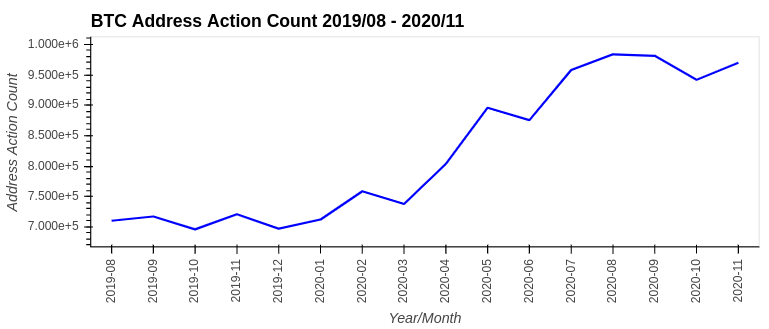 BTC Address Action Count 2019/08 - 2020/11
Address Action Count
1.000e+6
9.500e+5
9.000e+5
8.500e+5
8.000e+5
7.500e+5
7.000e+5
2019-08
2019-09
2019-10
2019-11
2019-12
2020-01
2020-02
2020-03
2020-04
2020-05
2020-06
2020-07
2020-08
2020-09
2020-10
2020-11
Year/Month